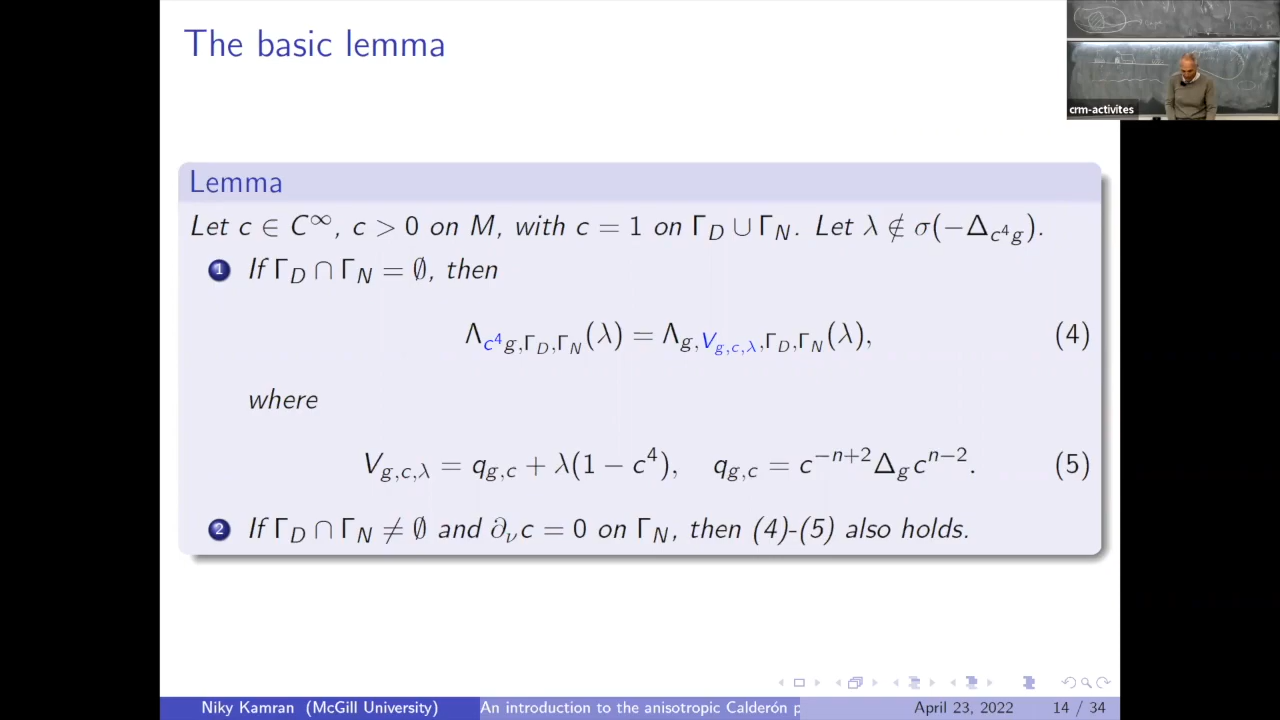 The basic lemma
crm-activites
Lemma
Let c ∈ C^∞, c > 0 on M, with c = 1 on Γ_D ∪ Γ_N. Let λ ∉ σ(−Δ_{c^4 g}).
1 If Γ_D ∩ Γ_N = ∅, then
Λ_{c^4 g,Γ_D,Γ_N}(λ) = Λ_{g,V_{g,c,λ},Γ_D,Γ_N}(λ), (4)
where
V_{g,c,λ} = q_{g,c} + λ(1 − c^4), q_{g,c} = c^{−n+2}Δ_g c^{n−2}. (5)
2 If Γ_D ∩ Γ_N ≠ ∅ and ∂_ν c = 0 on Γ_N, then (4)-(5) also holds.
Niky Kamran (McGill University) An introduction to the anisotropic Calderón p April 23, 2022 14 / 34